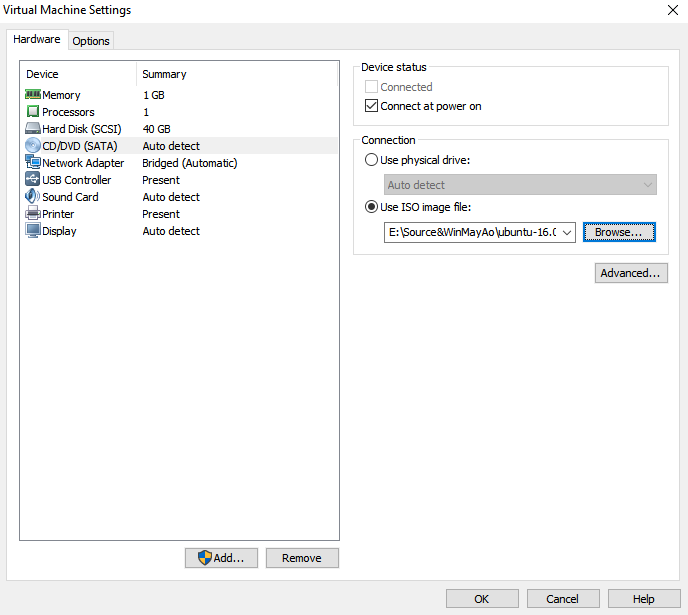 Virtual Machine Settings
Hardware
Options
Device Summary
Memory 1 GB
Processors 1
Hard Disk (SCSI) 40 GB
CD/DVD (SATA) Auto detect
Network Adapter Bridged (Automatic)
USB Controller Present
Sound Card Auto detect
Printer Present
Display Auto detect
Add...
Remove
Device status
Connected
Connect at power on
Connection
Use physical drive:
Auto detect
Use ISO image file:
E:\Source&WinMayAo\ubuntu-16.0
Browse...
Advanced...
OK
Cancel
Help